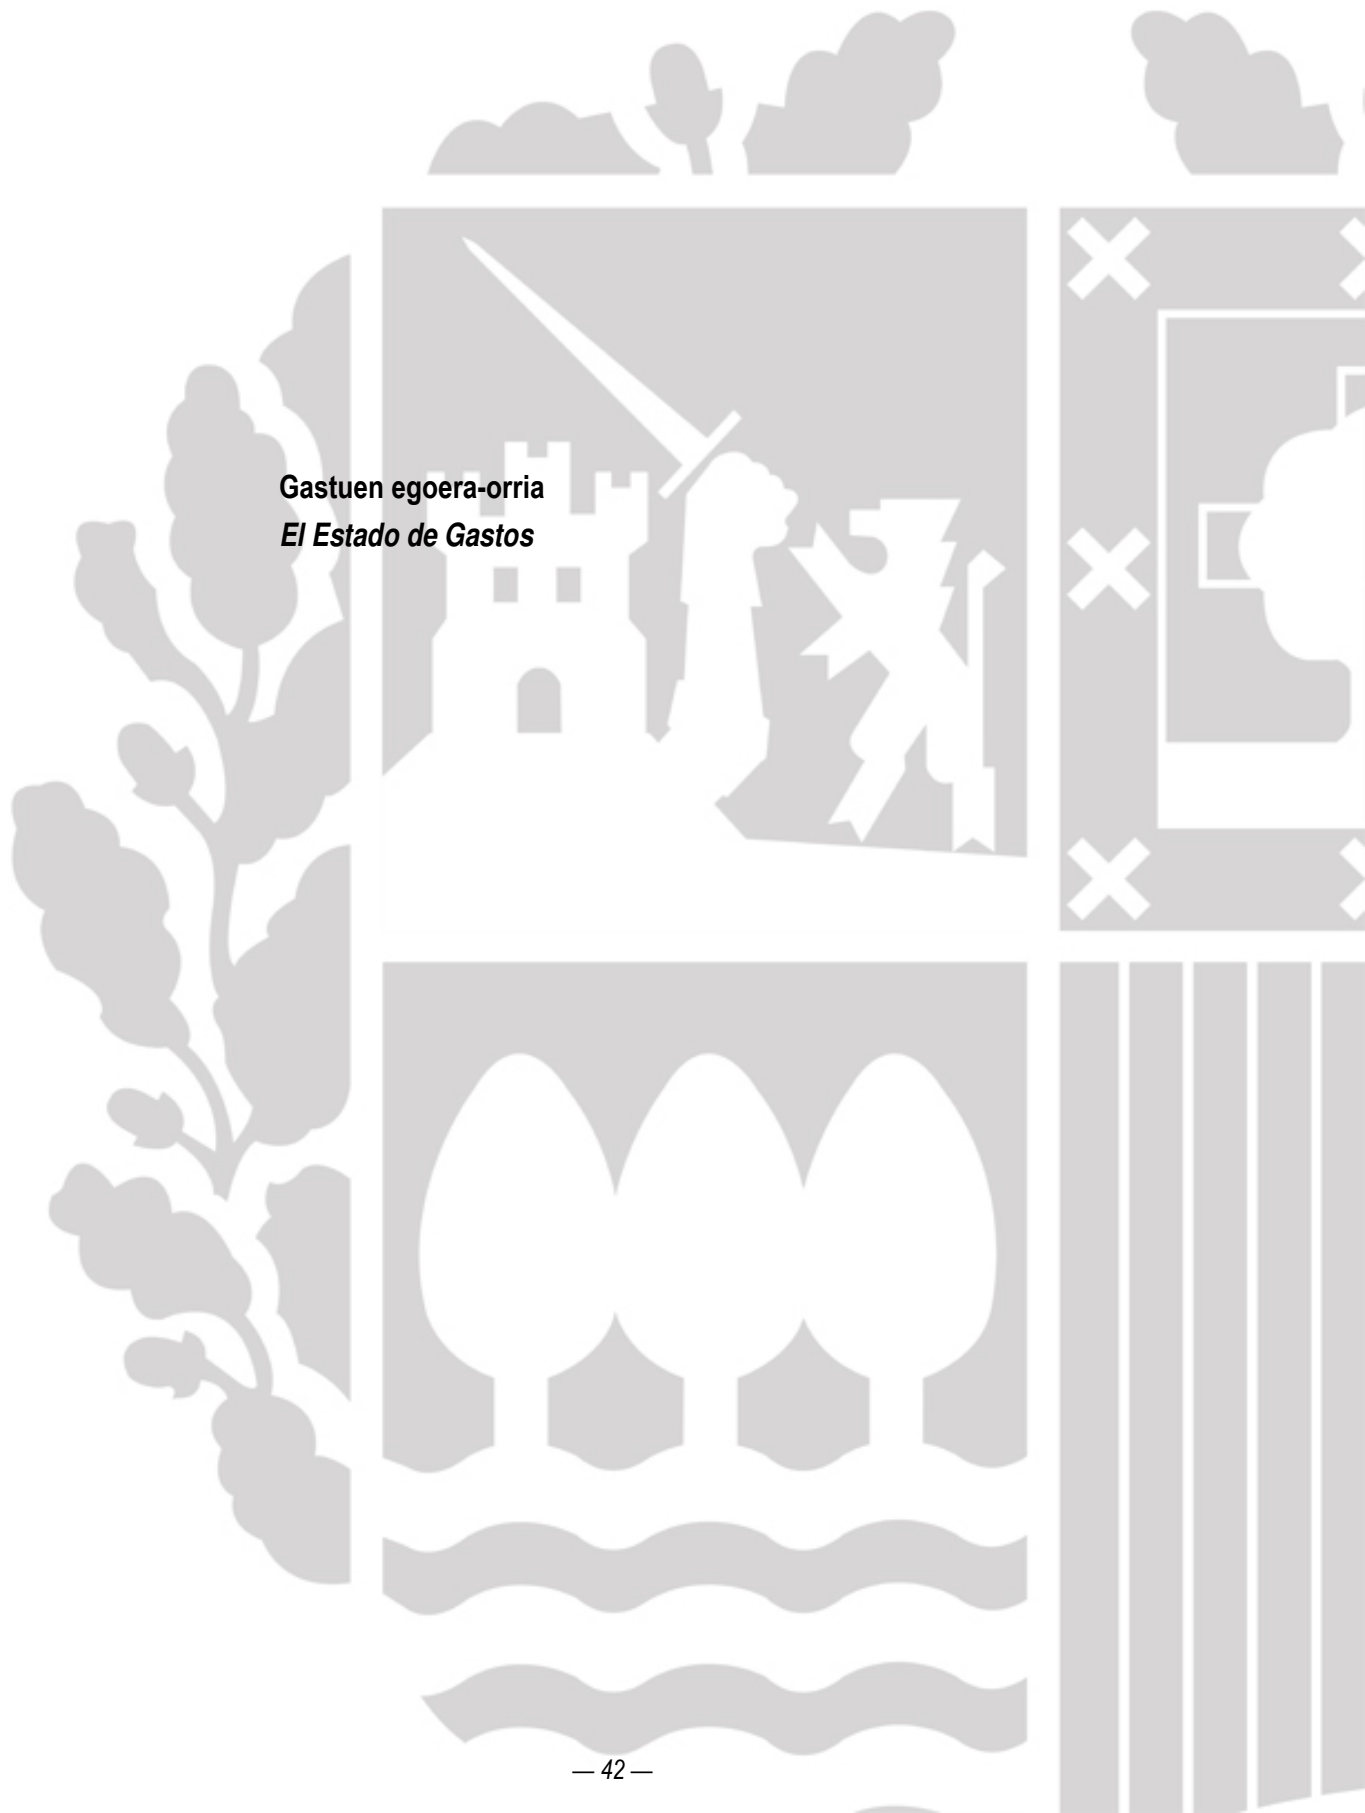 Gastuen egoera-orria
El Estado de Gastos
— 42 —